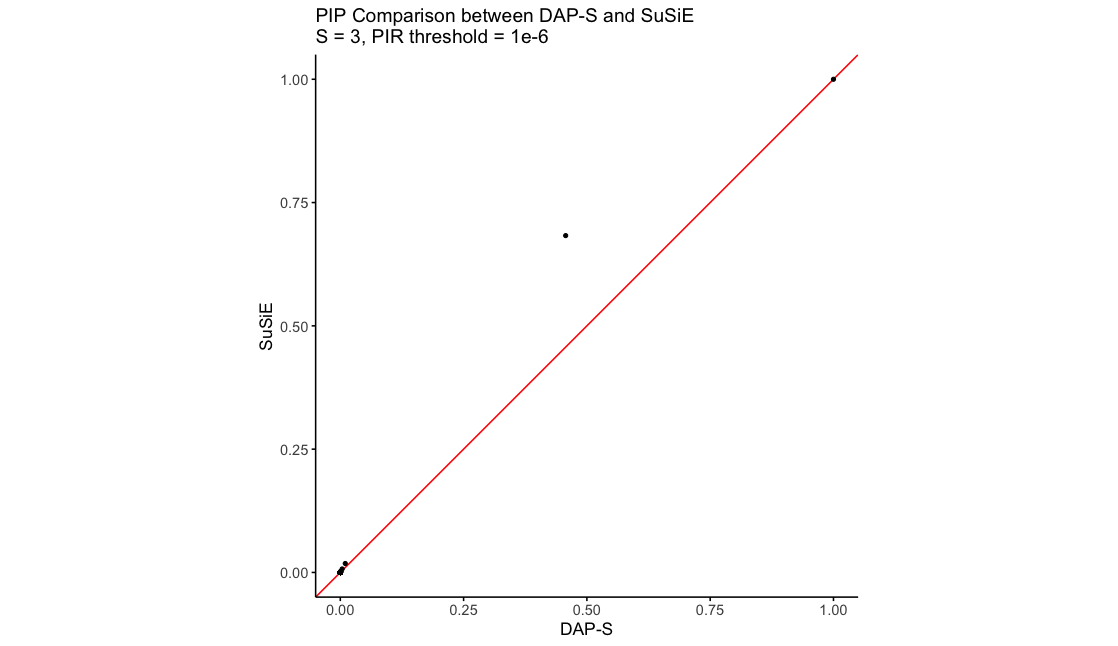 PIP Comparison between DAP-S and SuSiE
S = 3, PIR threshold = 1e-6
1.00
0.75
0.50
0.25
0.00
SuSiE
0.00 0.25 0.50 0.75 1.00
DAP-S